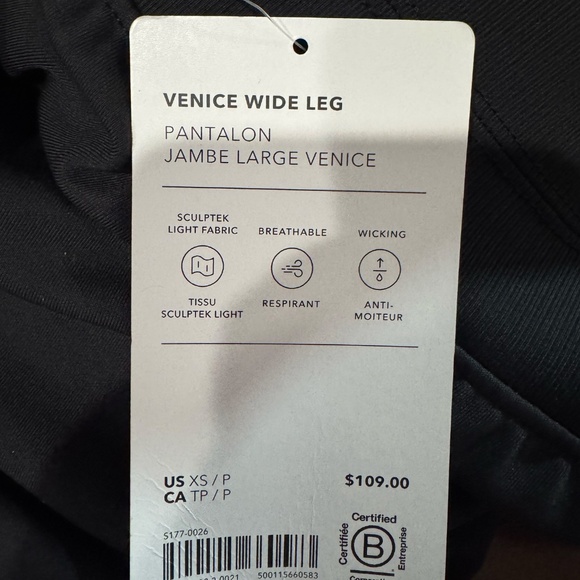 VENICE WIDE LEG
PANTALON
JAMBE LARGE VENICE
SCULPTEK
LIGHT FABRIC
BREATHABLE
WICKING
TISSU
SCULPTEK LIGHT
RESPIRANT
ANTI-
MOITEUR
US XS / P
CA TP / P
$109.00
S177-0026
500115660583
Certified
Certifiée
B
Entreprise